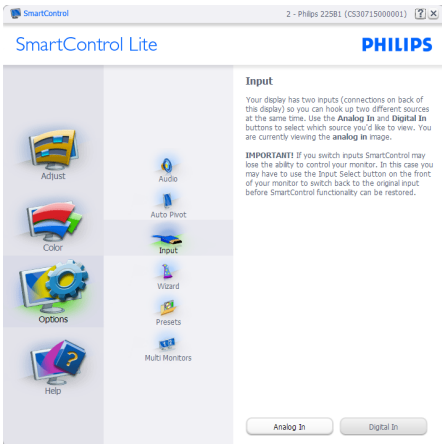 SmartControl
2 - Philips 225B1 (CS30715000001)
SmartControl Lite
PHILIPS
Input
Your display has two inputs (connections on back of
this display) so you can hook up two different sources
at the same time. Use the Analog In and Digital In
buttons to select which source you'd like to view. You
are currently viewing the analog in image.
IMPORTANT! If you switch inputs SmartControl may
lose the ability to control your monitor. In this case you
may have to use the Input Select button on the front
of your monitor to switch back to the original input
before SmartControl functionality can be restored.
Adjust
Color
Options
Help
Audio
Auto Pivot
Input
Wizard
Presets
Multi Monitors
Analog In
Digital In